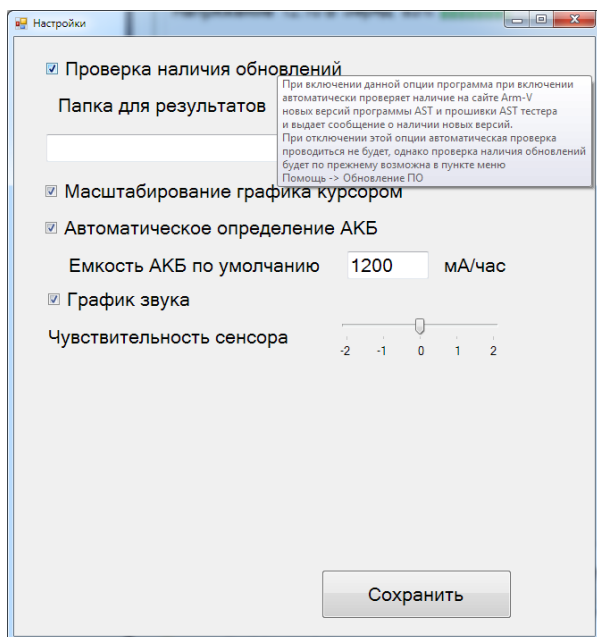 Настройки
Проверка наличия обновлений
Папка для результатов
При включении данной опции программа при включении
автоматически проверяет наличие на сайте Arm-V
новых версий программы AST и прошивки AST тестера
и выдает сообщение о наличии новых версий.
При отключении этой опции автоматическая проверка
проводиться не будет, однако проверка наличия обновлений
будет по прежнему возможна в пункте меню
Помощь -> Обновление ПО
Масштабирование графика курсором
Автоматическое определение АКБ
Емкость АКБ по умолчанию 1200 мА/час
График звука
Чувствительность сенсора
-2 -1 0 1 2
Сохранить